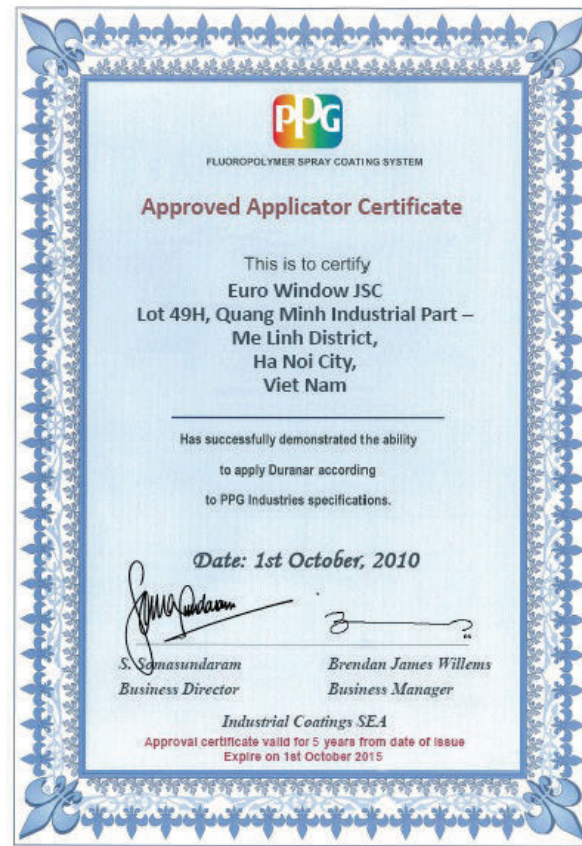 PPG
FLUOROPOLYMER SPRAY COATING SYSTEM
Approved Applicator Certificate
This is to certify
Euro Window JSC
Lot 49H, Quang Minh Industrial Part –
Me Linh District,
Ha Noi City,
Viet Nam
Has successfully demonstrated the ability
to apply Duranar according
to PPG Industries specifications.
Date: 1st October, 2010
S. Somasundaram Brendan James Willems
Business Director Business Manager
Industrial Coatings SEA
Approval certificate valid for 5 years from date of issue
Expire on 1st October 2015